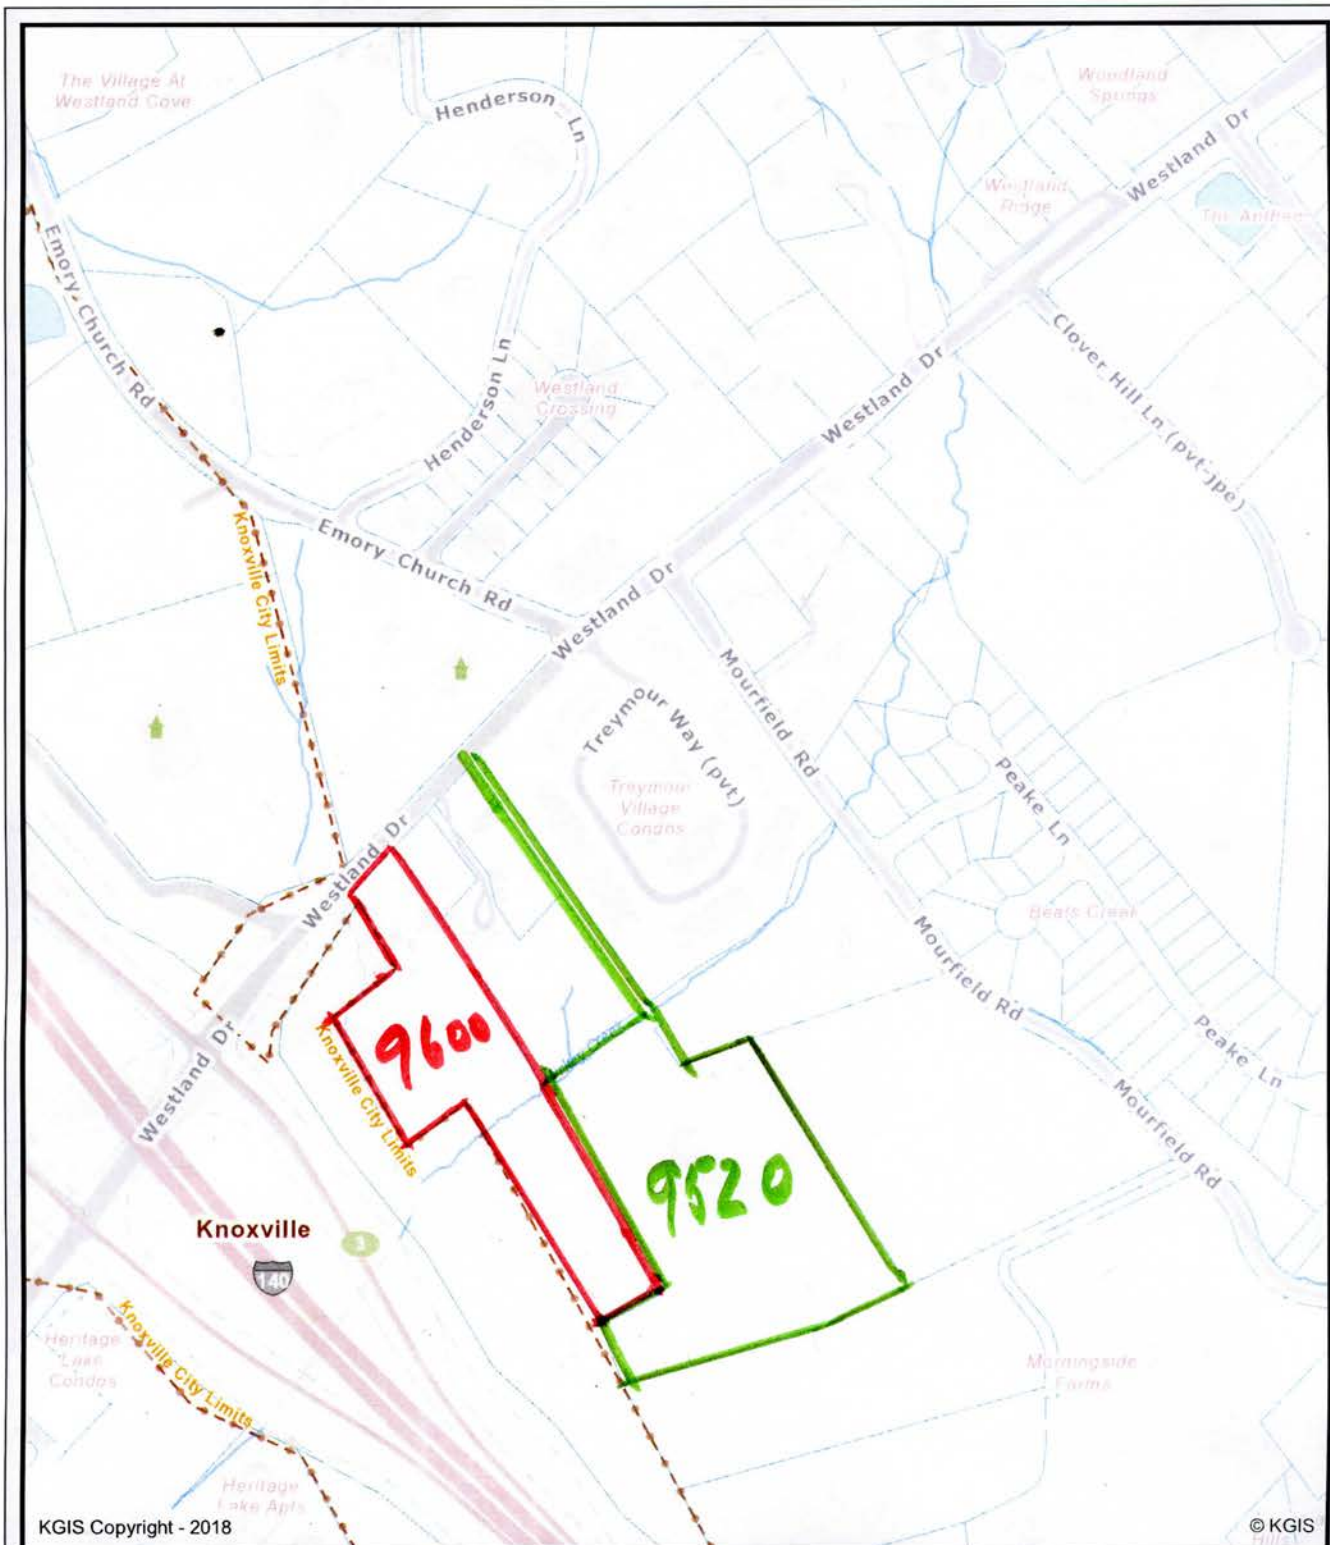 The Village At
Westland Cove
Henderson
Ln
Woodland
Springs
Westland Dr
Westland
Ridge
Emory Church Rd
Henderson Ln
Westland
Crossing
Westland Dr
Clover Hill Ln (pvt-jpe)
Knoxville City Limits
Emory Church Rd
Westland Dr
Mourfield Rd
Treymour Way (pvt)
Treymour
Village
Condos
Peake Ln
Westland Dr
Beals Creek
Mourfield Rd
Peake Ln
9600
Creek
Knoxville City Limits
Westland Dr
Mourfield Rd
9520
Knoxville
3
140
Heritage
Lake
Condos
Knoxville City Limits
Morningside
Farms
Heritage
Lake Apts
KGIS Copyright - 2018
© KGIS
Hills